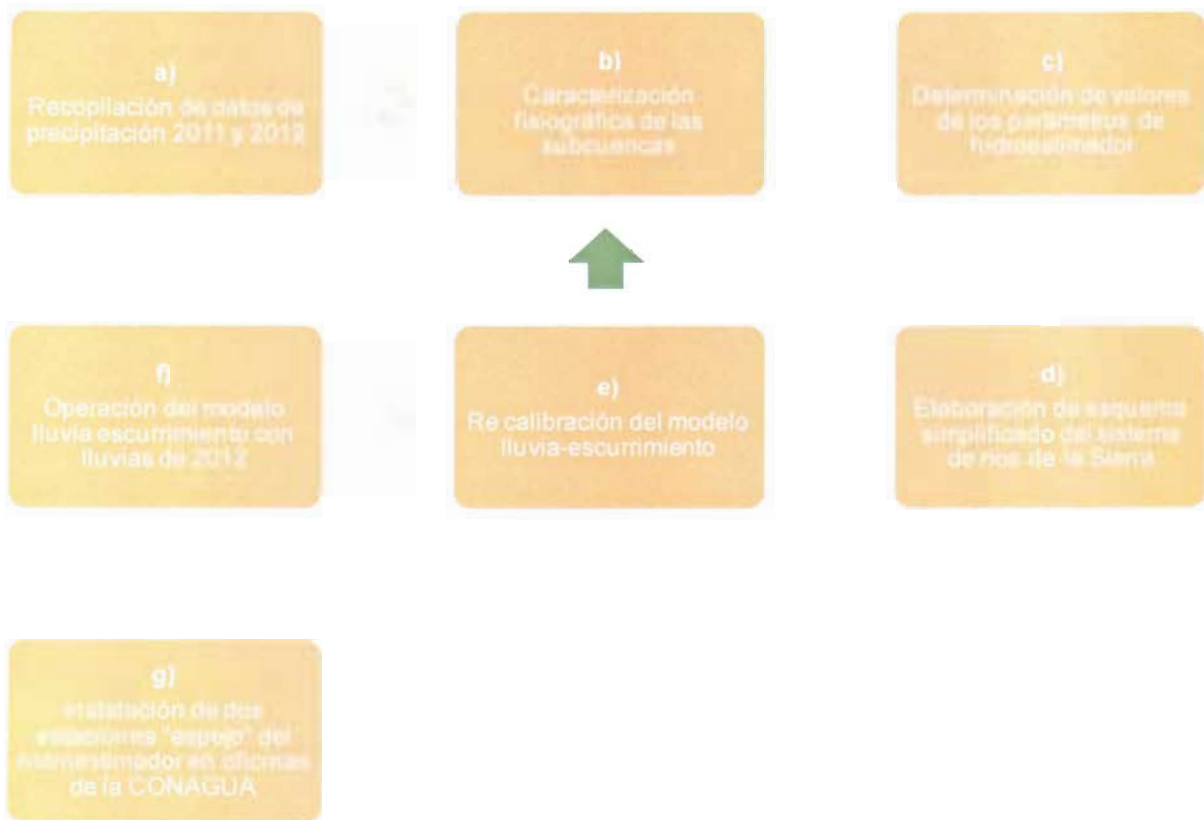 a)
Recopilación de datos de
precipitación 2011 y 2012
b)
Caracterización
fisiográfica de las
subcuencas
c)
Determinación de valores
de los parámetros de
hidroestimador
f)
Operación del modelo
lluvia escurrimiento con
lluvias de 2012
e)
Re calibración del modelo
lluvia-escurrimiento
d)
Elaboración de esquema
simplificado del sistema
de ríos de la Sierra
g)
Instalación de dos
estaciones "espejo" del
hidroestimador en oficinas
de la CONAGUA